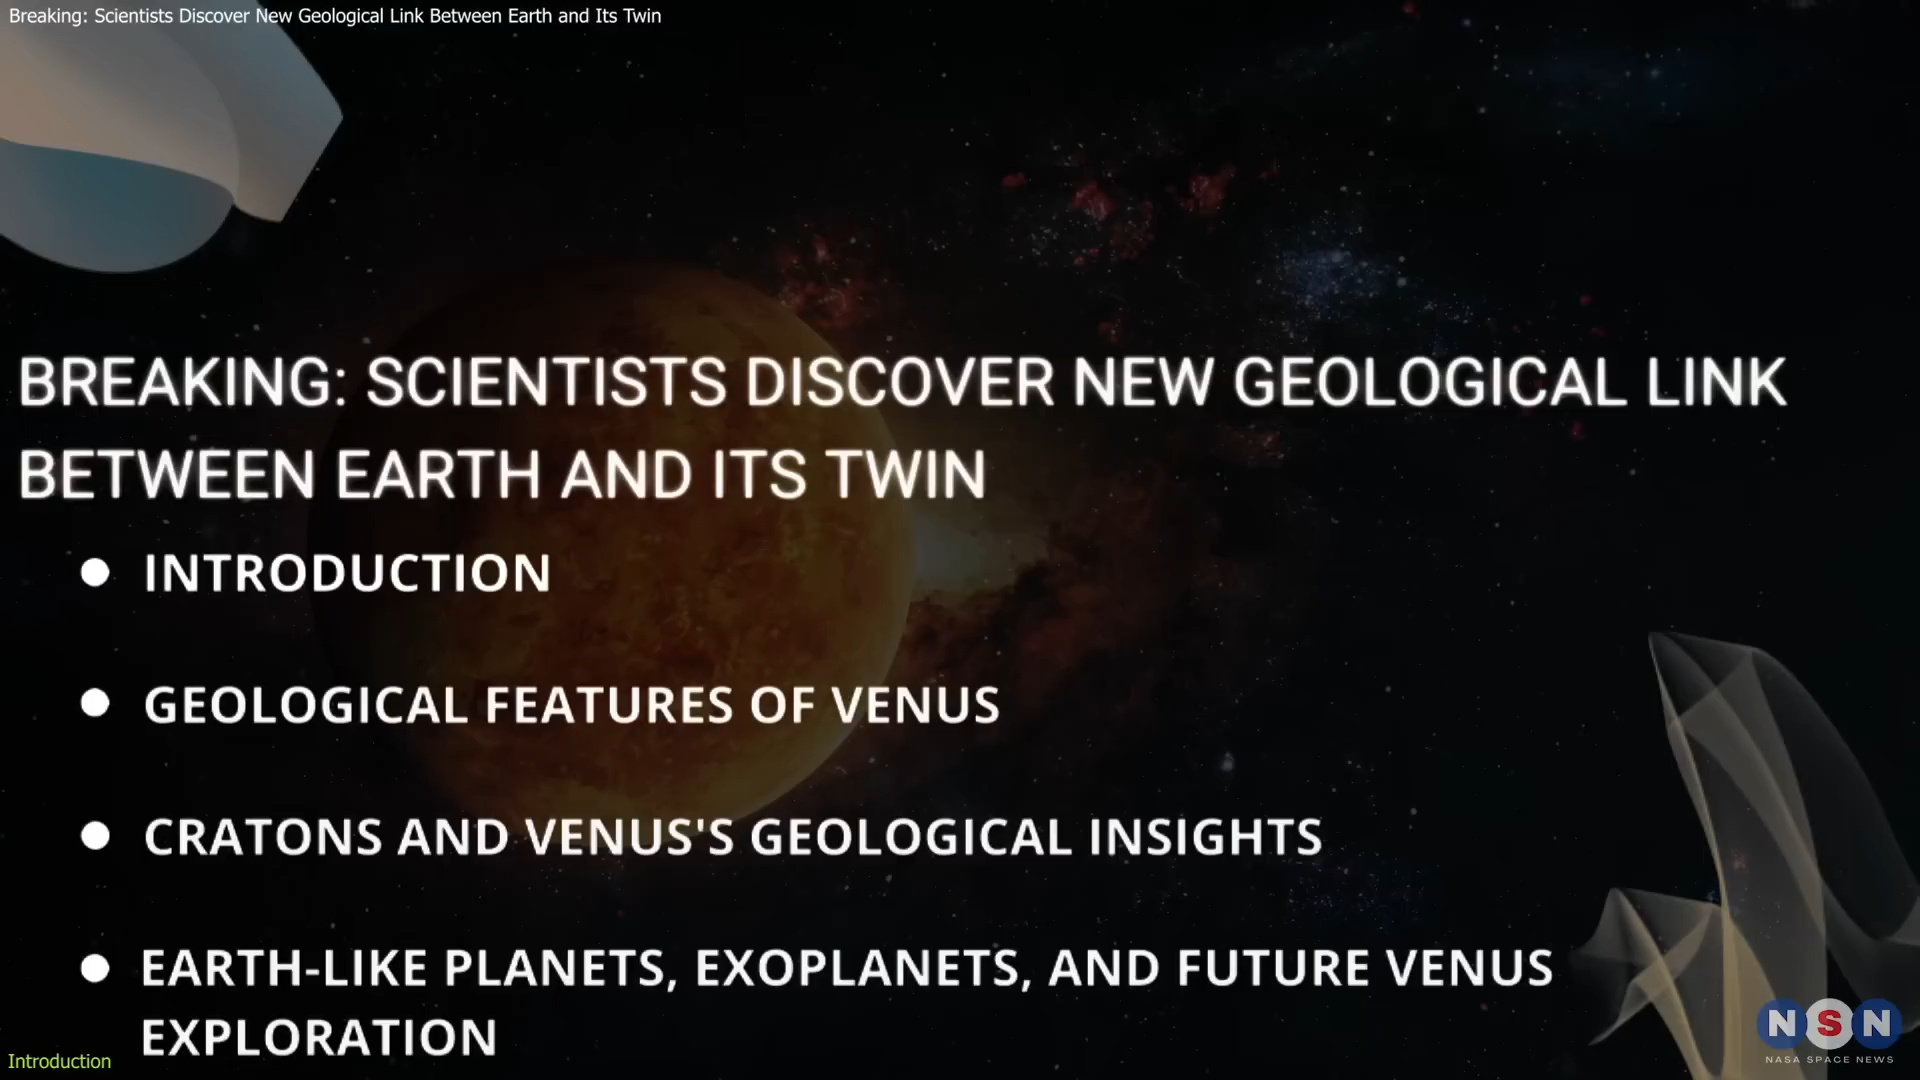 Breaking: Scientists Discover New Geological Link Between Earth and Its Twin
BREAKING: SCIENTISTS DISCOVER NEW GEOLOGICAL LINK
BETWEEN EARTH AND ITS TWIN
INTRODUCTION
GEOLOGICAL FEATURES OF VENUS
CRATONS AND VENUS'S GEOLOGICAL INSIGHTS
EARTH-LIKE PLANETS, EXOPLANETS, AND FUTURE VENUS
EXPLORATION
Introduction
NSN
NASA SPACE NEWS